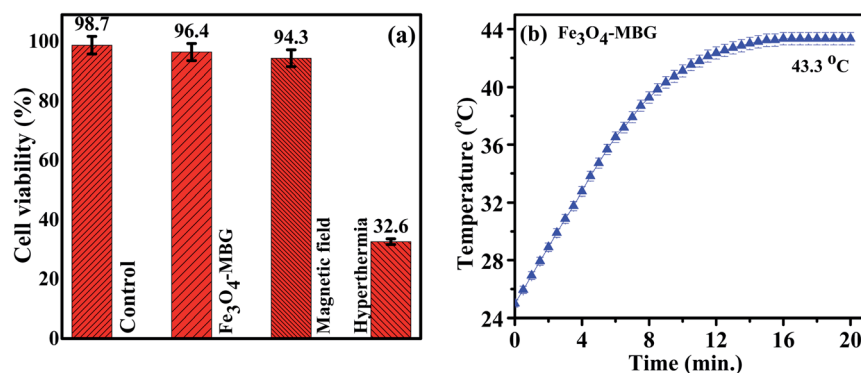 (a)
98.7
96.4
94.3
32.6
Cell viability (%)
100
80
60
40
20
0
Control
Fe3O4-MBG
Magnetic field
Hyperthermia
(b) Fe3O4-MBG
43.3 °C
Temperature (°C)
44
40
36
32
28
24
0 4 8 12 16 20
Time (min.)